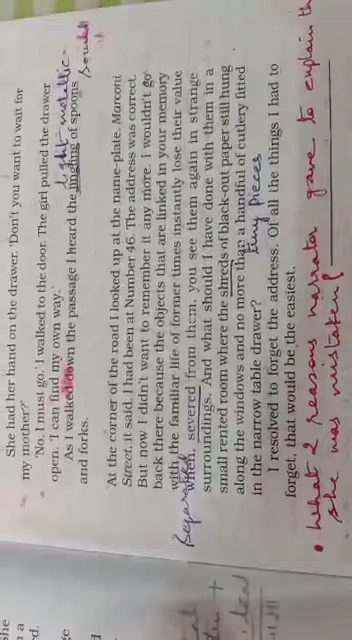 She had her hand on the drawer. 'Don't you want to wait for
my mother?'
'No, I must go.' I walked to the door. The girl pulled the drawer
open. 'I can find my own way.'
light metallic
As I walked down the passage I heard the jingling of spoons
sound
and forks.
At the corner of the road I looked up at the name-plate. Marconi
Street, it said. I had been at Number 46. The address was correct.
But now I didn't want to remember it any more. I wouldn't go
back there because the objects that are linked in your memory
with the familiar life of former times instantly lose their value
Separated
when, severed from them, you see them again in strange
surroundings. And what should I have done with them in a
small rented room where the shreds of black-out paper still hung
tiny pieces
along the windows and no more than a handful of cutlery fitted
in the narrow table drawer?
I resolved to forget the address. Of all the things I had to
forget, that would be the easiest.
• What 2 reasons narrator gave to explain th
she was mistaken
she
n a
rd.
ge
d